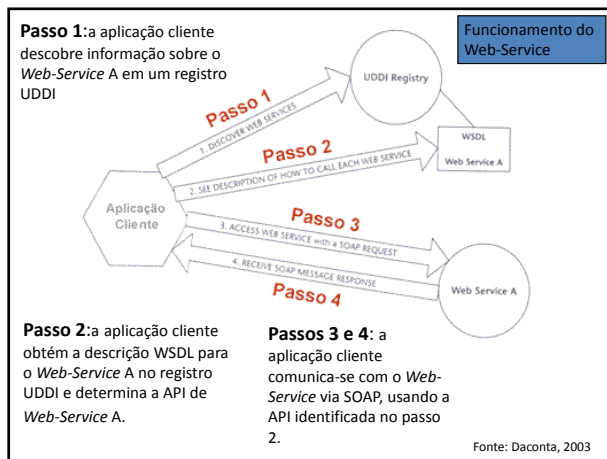 Passo 1:a aplicação cliente
descobre informação sobre o
Web-Service A em um registro
UDDI
Funcionamento do
Web-Service
UDDI Registry
Passo 1
1. DISCOVER WEB SERVICES
WSDL
Web Service A
Passo 2
2. SEE DESCRIPTION OF HOW TO CALL EACH WEB SERVICE
Aplicação
Cliente
Passo 3
3. ACCESS WEB SERVICE with a SOAP REQUEST
4. RECEIVE SOAP MESSAGE RESPONSE
Passo 4
Web Service A
Passo 2:a aplicação cliente
obtém a descrição WSDL para
o Web-Service A no registro
UDDI e determina a API de
Web-Service A.
Passos 3 e 4: a
aplicação cliente
comunica-se com o Web-
Service via SOAP, usando a
API identificada no passo
2.
Fonte: Daconta, 2003